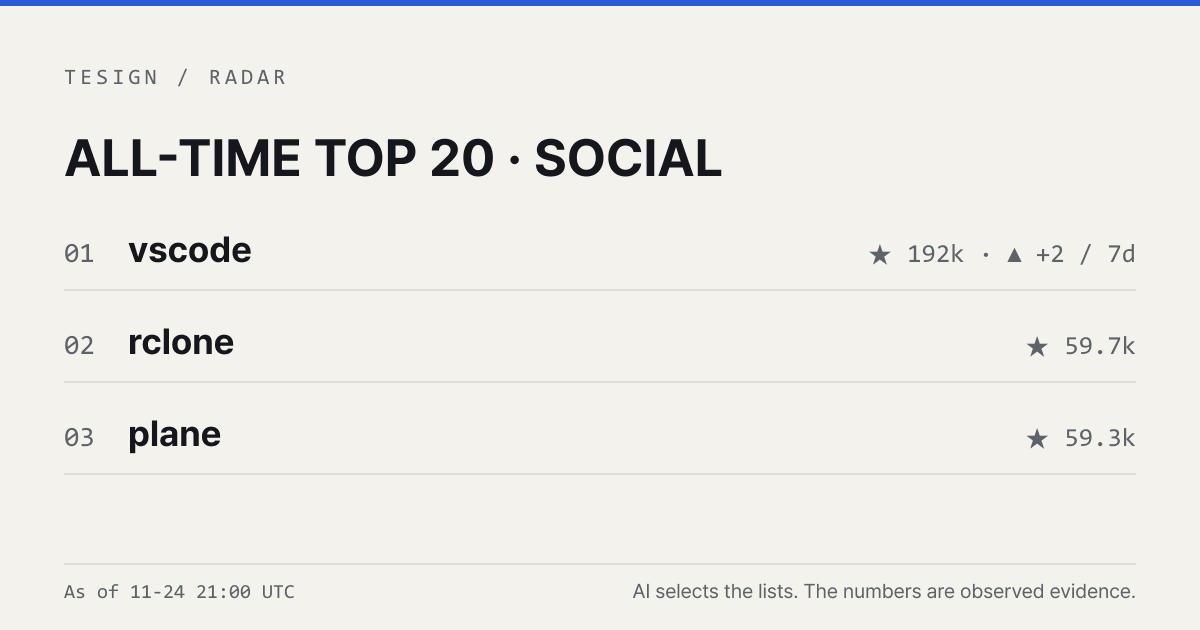 TESIGN / RADAR
ALL-TIME TOP 20 · SOCIAL
01 vscode ★ 192k · ▲ +2 / 7d
02 rclone ★ 59.7k
03 plane ★ 59.3k
As of 11-24 21:00 UTC AI selects the lists. The numbers are observed evidence.